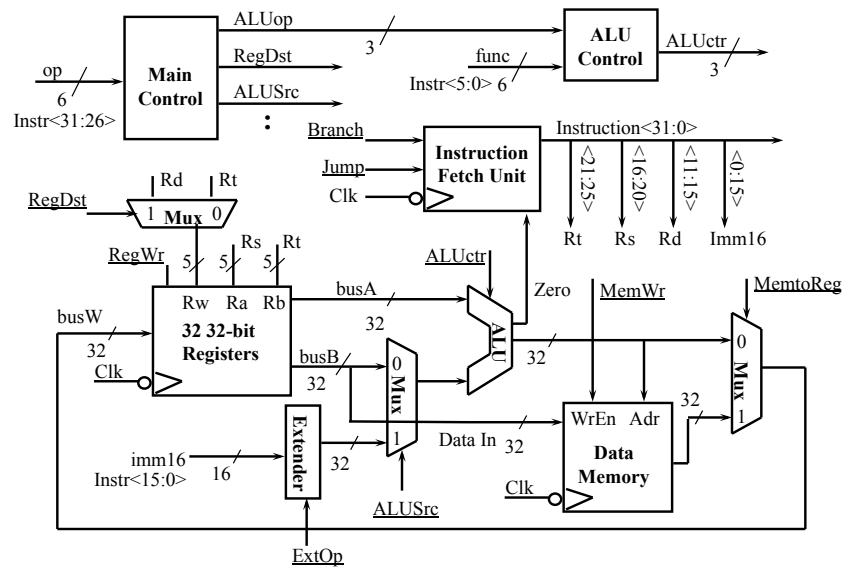 ALUop
3
RegDst
ALUSrc
:
op
6
Instr<31:26>
Main
Control
func
Instr<5:0>
6
ALU
Control
ALUctr
3
Branch
Jump
Clk
Instruction
Fetch Unit
Instruction<31:0>
<21:25>
<16:20>
<11:15>
<0:15>
Rt
Rs
Rd
Imm16
Rd
Rt
RegDst
1 Mux 0
RegWr
5
5
5
Rs
Rt
Rw
Ra
Rb
32 32-bit
Registers
busW
32
Clk
busA
32
busB
32
ALUctr
ALU
Zero
32
0
Mux
1
ALUSrc
Data In
32
imm16
Instr<15:0>
16
Extender
32
ExtOp
MemWr
WrEn
Adr
Data
Memory
Clk
32
MemtoReg
0
Mux
1